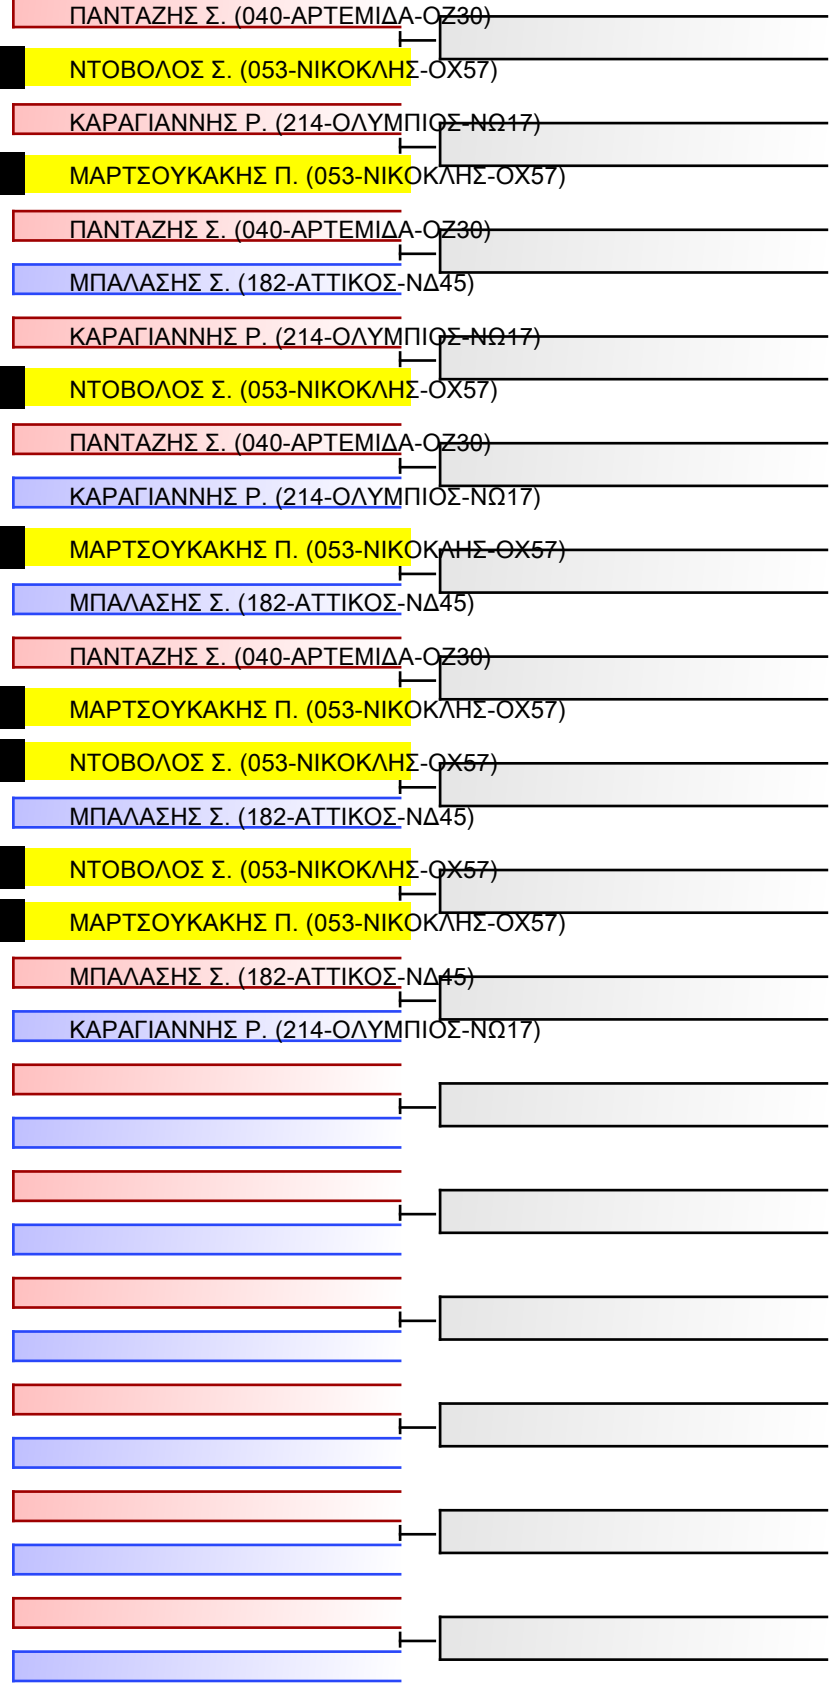 ΠΑΝΤΑΖΗΣ Σ. (040-ΑΡΤΕΜΙΔΑ-ΟΖ30)
ΝΤΟΒΟΛΟΣ Σ. (053-ΝΙΚΟΚΛΗΣ-ΟΧ57)
ΚΑΡΑΓΙΑΝΝΗΣ Ρ. (214-ΟΛΥΜΠΙΟΣ-ΝΩ17)
ΜΑΡΤΣΟΥΚΑΚΗΣ Π. (053-ΝΙΚΟΚΛΗΣ-ΟΧ57)
ΠΑΝΤΑΖΗΣ Σ. (040-ΑΡΤΕΜΙΔΑ-ΟΖ30)
ΜΠΑΛΑΣΗΣ Σ. (182-ΑΤΤΙΚΟΣ-ΝΔ45)
ΚΑΡΑΓΙΑΝΝΗΣ Ρ. (214-ΟΛΥΜΠΙΟΣ-ΝΩ17)
ΝΤΟΒΟΛΟΣ Σ. (053-ΝΙΚΟΚΛΗΣ-ΟΧ57)
ΠΑΝΤΑΖΗΣ Σ. (040-ΑΡΤΕΜΙΔΑ-ΟΖ30)
ΚΑΡΑΓΙΑΝΝΗΣ Ρ. (214-ΟΛΥΜΠΙΟΣ-ΝΩ17)
ΜΑΡΤΣΟΥΚΑΚΗΣ Π. (053-ΝΙΚΟΚΛΗΣ-ΟΧ57)
ΜΠΑΛΑΣΗΣ Σ. (182-ΑΤΤΙΚΟΣ-ΝΔ45)
ΠΑΝΤΑΖΗΣ Σ. (040-ΑΡΤΕΜΙΔΑ-ΟΖ30)
ΜΑΡΤΣΟΥΚΑΚΗΣ Π. (053-ΝΙΚΟΚΛΗΣ-ΟΧ57)
ΝΤΟΒΟΛΟΣ Σ. (053-ΝΙΚΟΚΛΗΣ-ΟΧ57)
ΜΠΑΛΑΣΗΣ Σ. (182-ΑΤΤΙΚΟΣ-ΝΔ45)
ΝΤΟΒΟΛΟΣ Σ. (053-ΝΙΚΟΚΛΗΣ-ΟΧ57)
ΜΑΡΤΣΟΥΚΑΚΗΣ Π. (053-ΝΙΚΟΚΛΗΣ-ΟΧ57)
ΜΠΑΛΑΣΗΣ Σ. (182-ΑΤΤΙΚΟΣ-ΝΔ45)
ΚΑΡΑΓΙΑΝΝΗΣ Ρ. (214-ΟΛΥΜΠΙΟΣ-ΝΩ17)